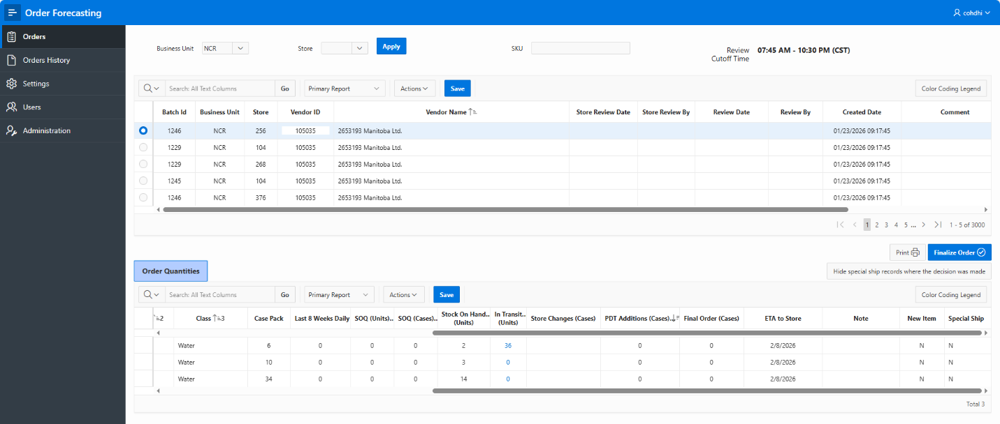 Order Forecasting
cohdhi
Orders
Orders History
Settings
Users
Administration
Business Unit NCR Store Apply SKU Review Cutoff Time 07:45 AM - 10:30 PM (CST)
Search: All Text Columns Go Primary Report Actions Save Color Coding Legend
Batch Id Business Unit Store Vendor ID Vendor Name Store Review Date Store Review By Review Date Review By Created Date Comment
1246 NCR 256 105035 2653193 Manitoba Ltd. 01/23/2026 09:17:45
1229 NCR 104 105035 2653193 Manitoba Ltd. 01/23/2026 09:17:45
1229 NCR 268 105035 2653193 Manitoba Ltd. 01/23/2026 09:17:45
1245 NCR 104 105035 2653193 Manitoba Ltd. 01/23/2026 09:17:45
1246 NCR 376 105035 2653193 Manitoba Ltd. 01/23/2026 09:17:45
1 2 3 4 5 ... 1 - 5 of 3000
Print Finalize Order
Order Quantities
Hide special ship records where the decision was made
Search: All Text Columns Go Primary Report Actions Save Color Coding Legend
2 Class 3 Case Pack Last 8 Weeks Daily SOQ (Units).. SOQ (Cases).. Stock On Hand.. (Units) In Transit.. (Units) Store Changes (Cases) PDT Additions (Cases).. Final Order (Cases) ETA to Store Note New Item Special Ship
Water 6 0 0 0 2 36 0 0 2/8/2026 N N
Water 10 0 0 0 3 0 0 0 2/8/2026 N N
Water 34 0 0 0 14 0 0 0 2/8/2026 N N
Total 3